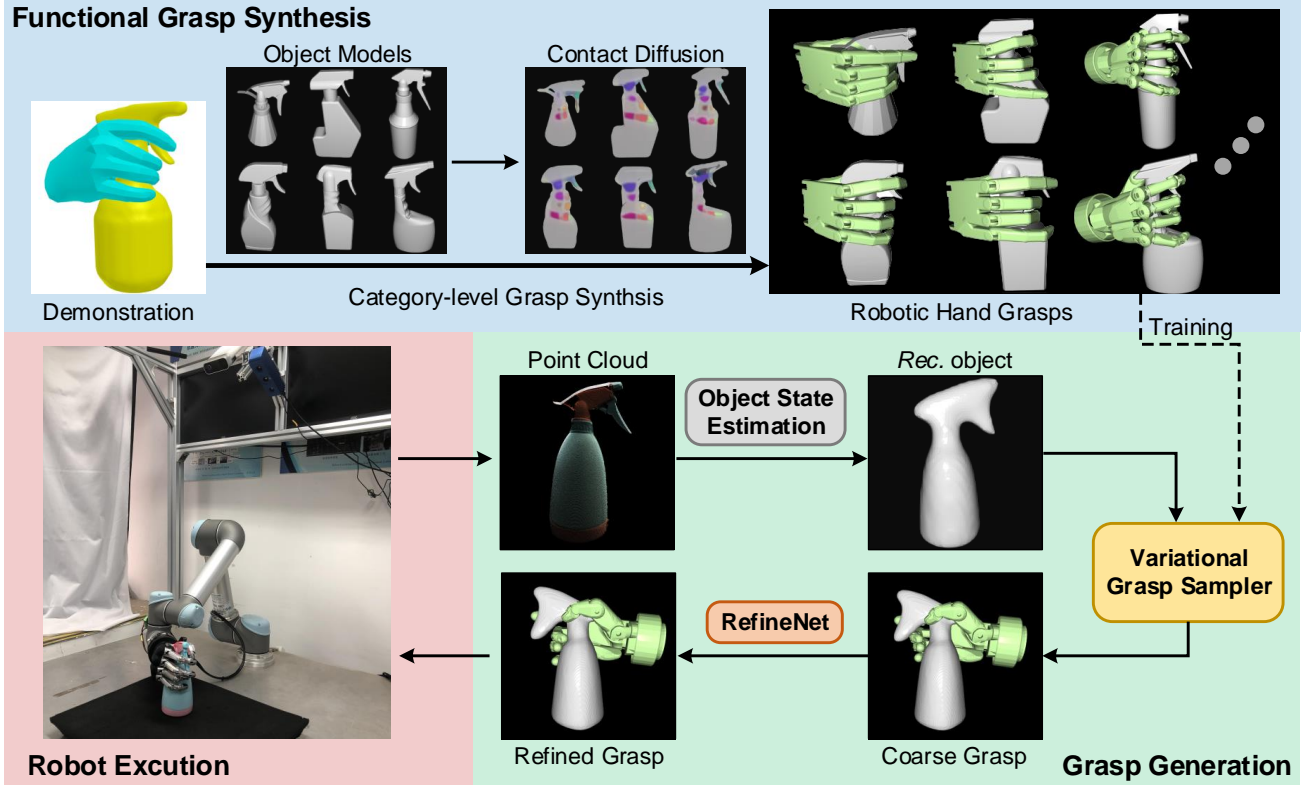 Functional Grasp Synthesis
Object Models
Contact Diffusion
Demonstration
Category-level Grasp Synthsis
Robotic Hand Grasps
Training
Point Cloud
Rec. object
Object State
Estimation
Variational
Grasp Sampler
RefineNet
Refined Grasp
Coarse Grasp
Robot Excution
Grasp Generation